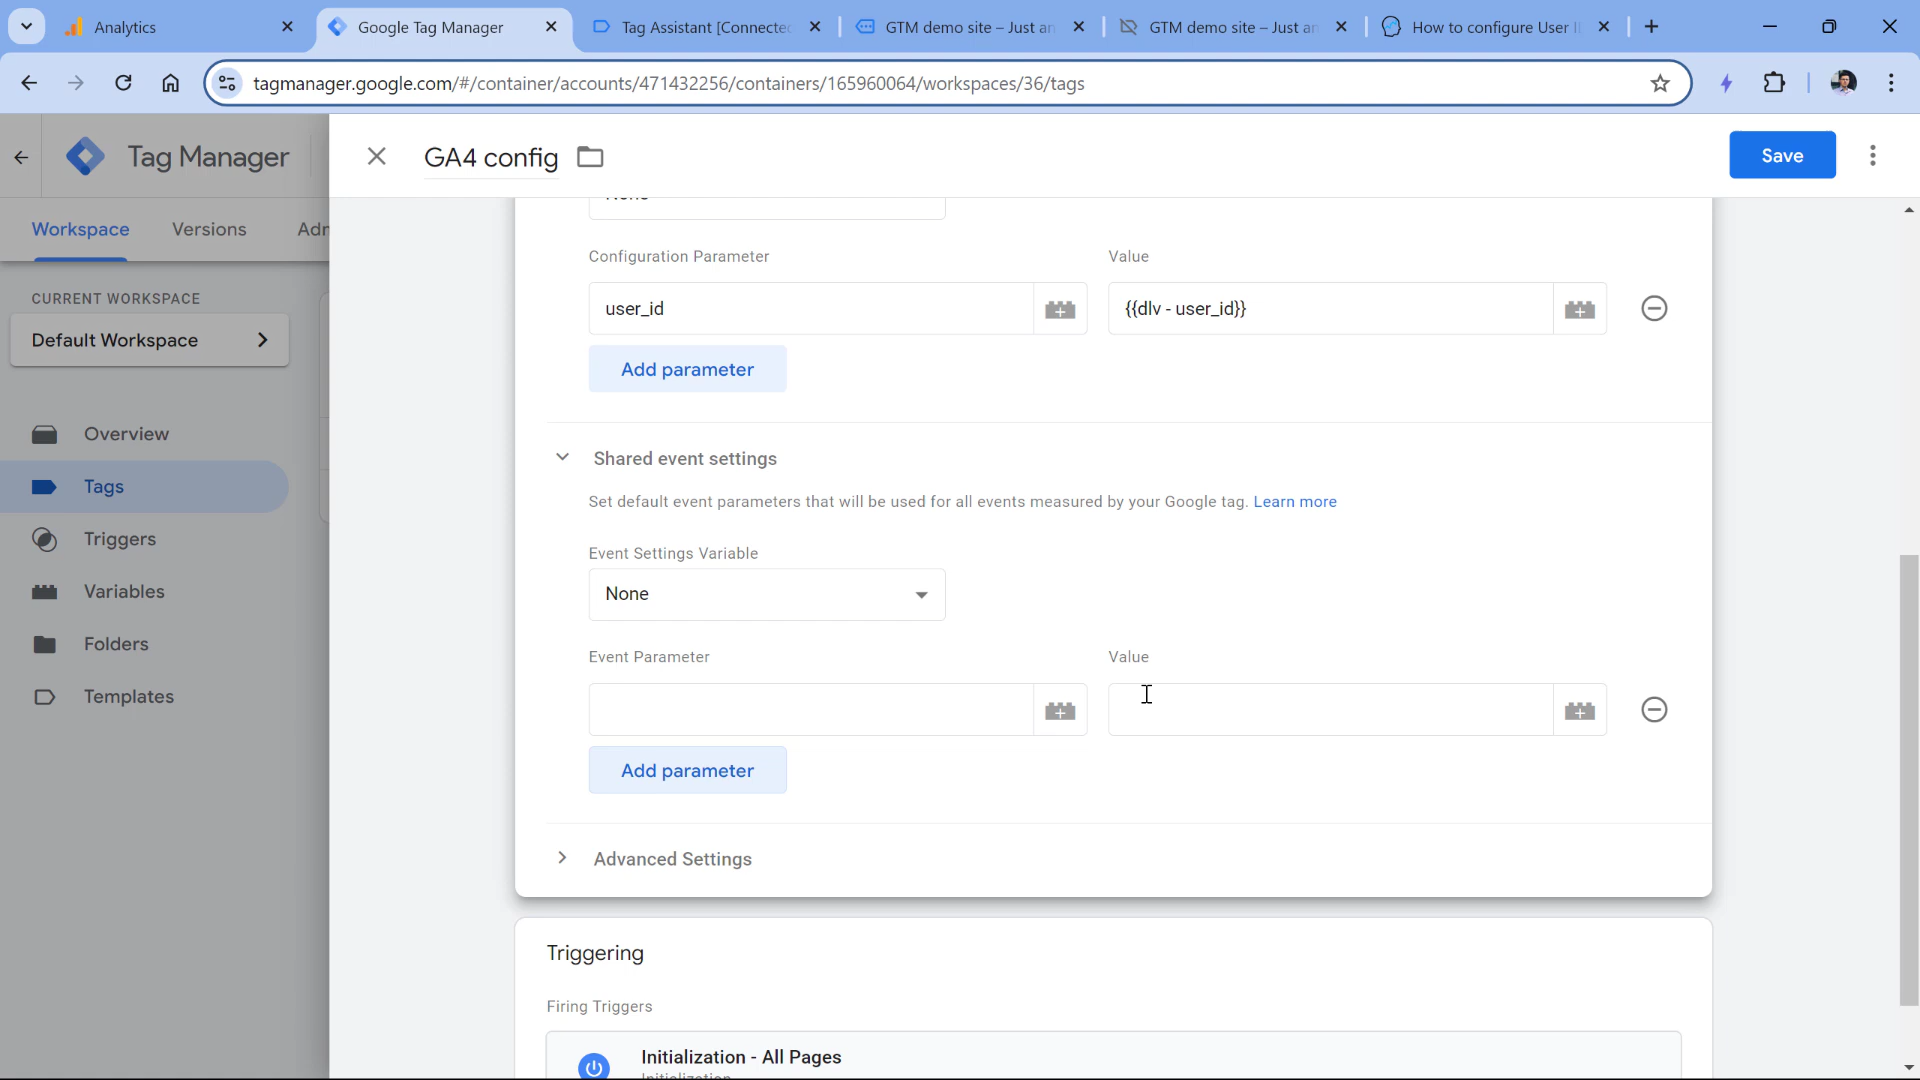 Analytics
Google Tag Manager
Tag Assistant [Connected
GTM demo site – Just an
GTM demo site – Just an
How to configure User I
tagmanager.google.com/#/container/accounts/471432256/containers/165960064/workspaces/36/tags
Tag Manager
GA4 config
Save
Workspace
Versions
Adm
CURRENT WORKSPACE
Default Workspace
Overview
Tags
Triggers
Variables
Folders
Templates
None
Configuration Parameter
Value
user_id
{{dlv - user_id}}
Add parameter
Shared event settings
Set default event parameters that will be used for all events measured by your Google tag. Learn more
Event Settings Variable
None
Event Parameter
Value
Add parameter
Advanced Settings
Triggering
Firing Triggers
Initialization - All Pages
Initialization